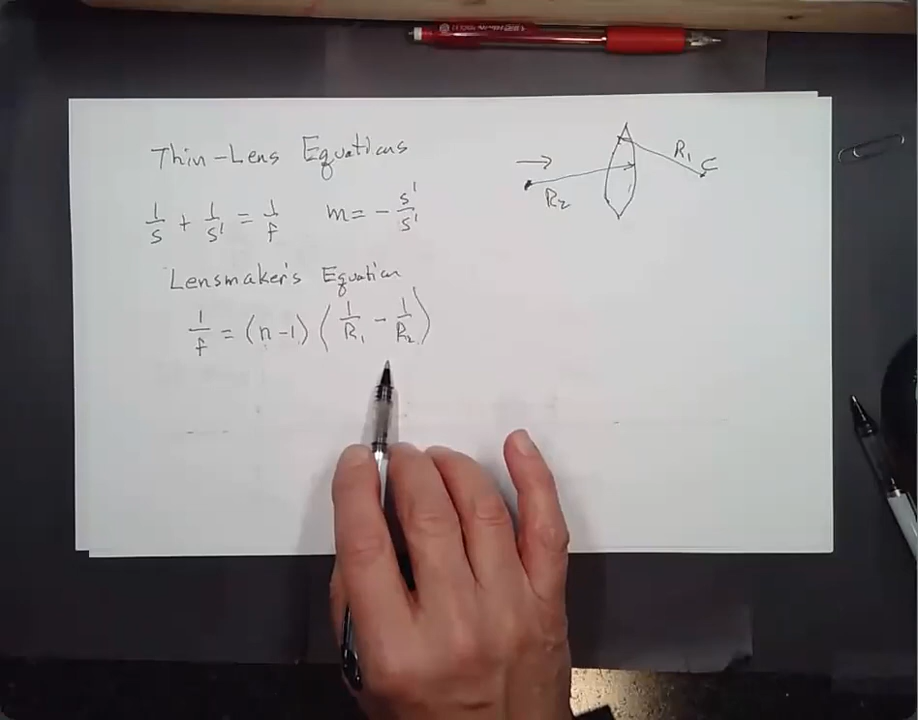 Thin-Lens Equations
1/s + 1/s' = 1/f   m = - s'/s'
Lensmaker's Equation
1/f = (n-1) (1/R₁ - 1/R₂)
R₁ C
R₂